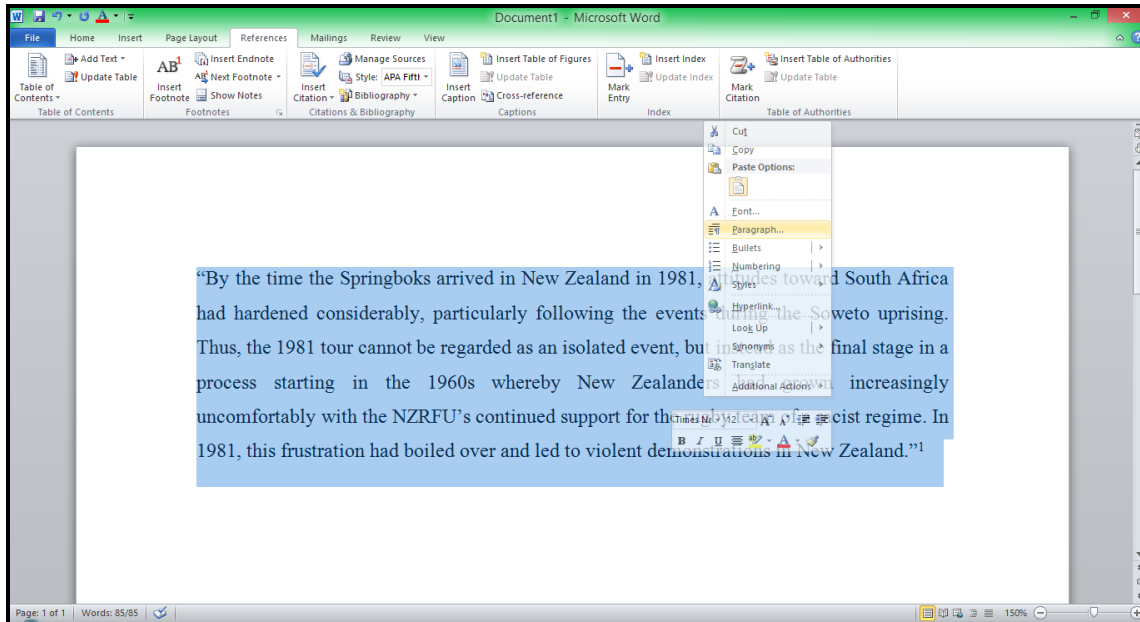 Document1 - Microsoft Word
File Home Insert Page Layout References Mailings Review View
Table of Contents
Add Text
Update Table
Table of Contents
AB1
Insert Footnote
Insert Endnote
Next Footnote
Show Notes
Footnotes
Insert Citation
Manage Sources
Style: APA Fifth
Bibliography
Citations & Bibliography
Insert Caption
Insert Table of Figures
Update Table
Cross-reference
Captions
Mark Entry
Insert Index
Update Index
Index
Mark Citation
Insert Table of Authorities
Update Table
Table of Authorities
Cut
Copy
Paste Options:
Font...
Paragraph...
Bullets
Numbering
Styles
Hyperlink...
Look Up
Synonyms
Translate
Additional Actions
“By the time the Springboks arrived in New Zealand in 1981, attitudes toward South Africa
had hardened considerably, particularly following the events during the Soweto uprising.
Thus, the 1981 tour cannot be regarded as an isolated event, but instead as the final stage in a
process starting in the 1960s whereby New Zealanders had grown increasingly
uncomfortably with the NZRFU’s continued support for the rugby team of a racist regime. In
1981, this frustration had boiled over and led to violent demonstrations in New Zealand.”1
Times Ne 12 A A
B I U A
Page: 1 of 1 Words: 85/85 150%